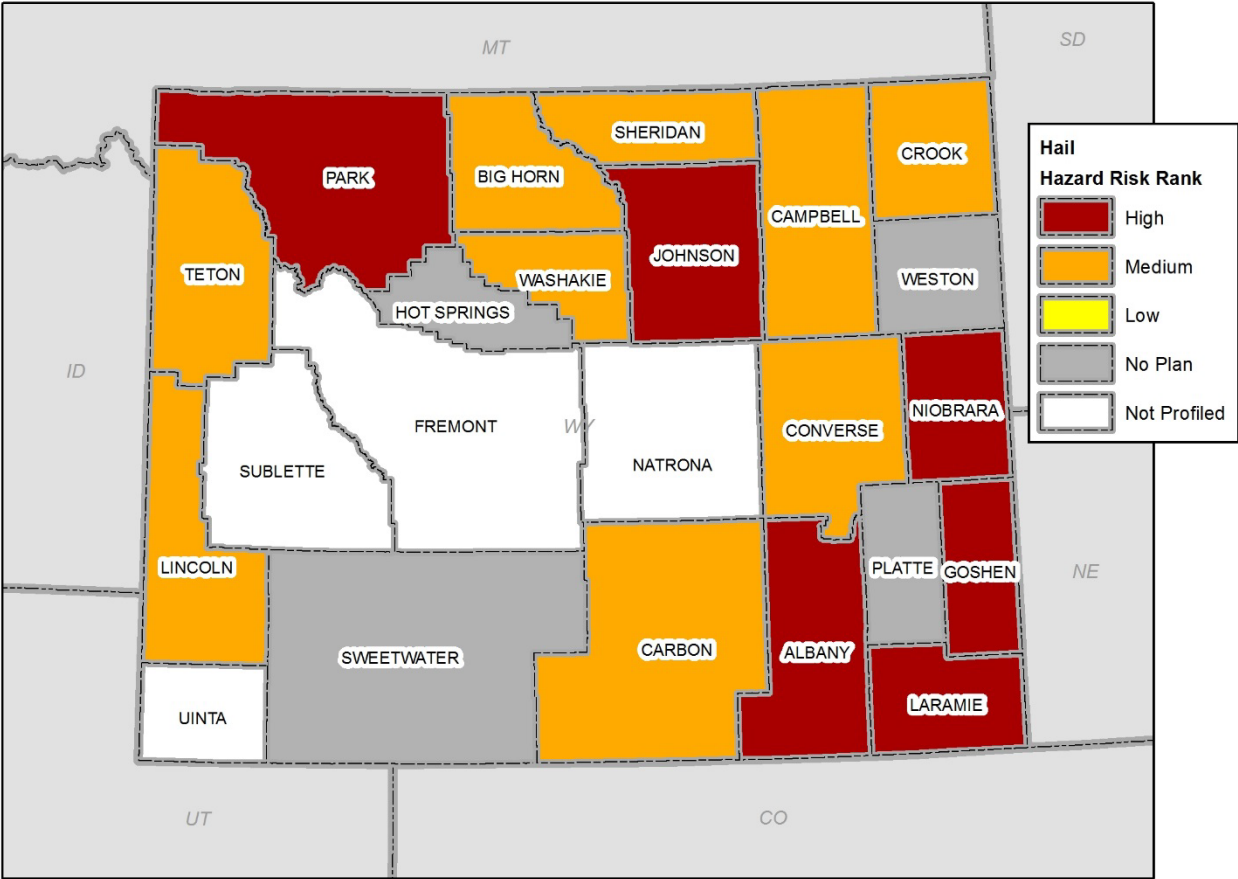 MT
SD
SHERIDAN
CROOK
PARK
BIG HORN
CAMPBELL
JOHNSON
TETON
WASHAKIE
WESTON
HOT SPRINGS
ID
NIOBRARA
FREMONT
WY
CONVERSE
SUBLETTE
NATRONA
LINCOLN
PLATTE
GOSHEN
NE
SWEETWATER
CARBON
ALBANY
LARAMIE
UINTA
UT
CO
Hail
Hazard Risk Rank
High
Medium
Low
No Plan
Not Profiled